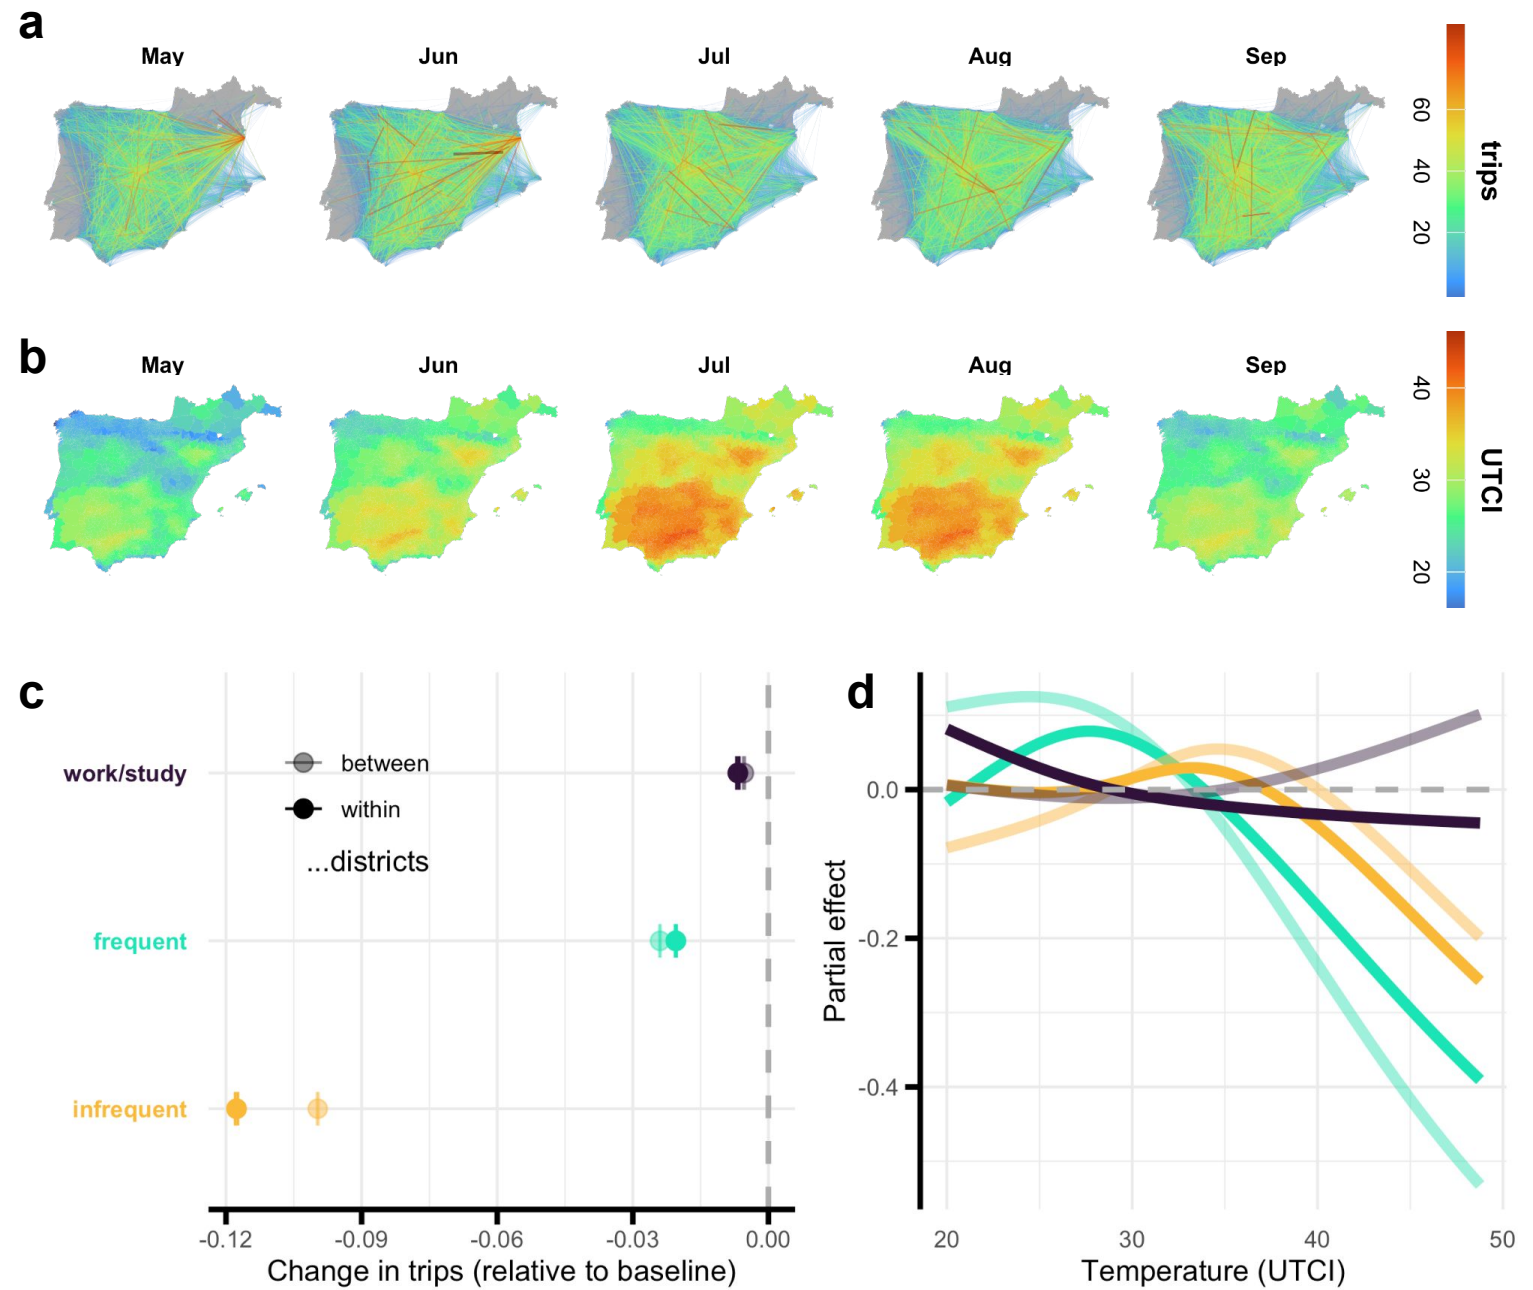 a
May Jun Jul Aug Sep
60
40
20
trips
b
May Jun Jul Aug Sep
40
30
20
UTCI
c
work/study
frequent
infrequent
between
within
...districts
-0.12 -0.09 -0.06 -0.03 0.00
Change in trips (relative to baseline)
d
0.0
-0.2
-0.4
Partial effect
20 30 40 50
Temperature (UTCI)